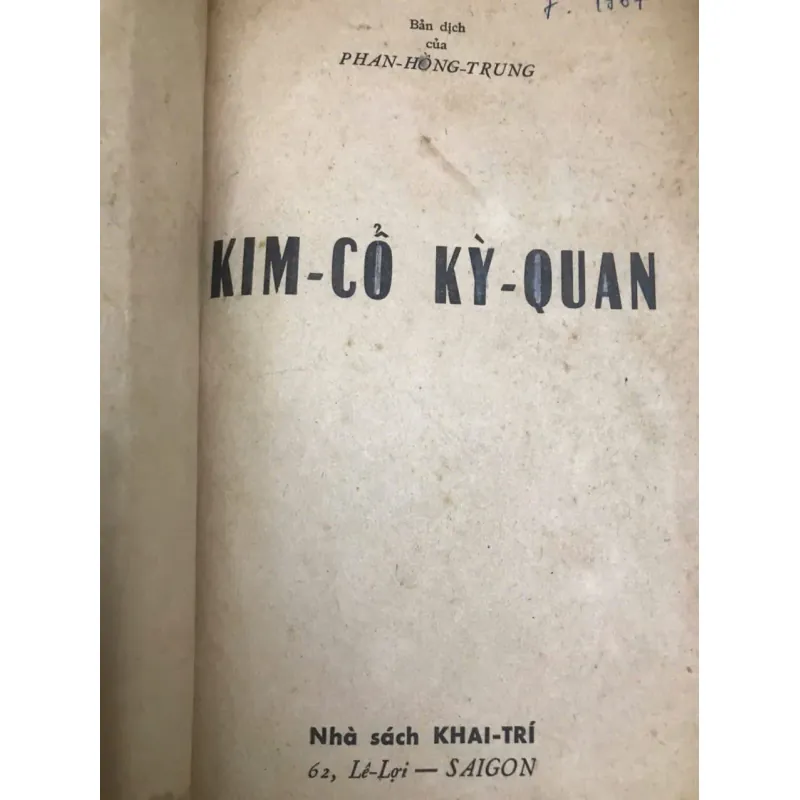 Bản dịch
của
PHAN-HỒNG-TRUNG
KIM-CỔ KỲ-QUAN
Nhà sách KHAI-TRÍ
62, Lê-Lợi — SAIGON